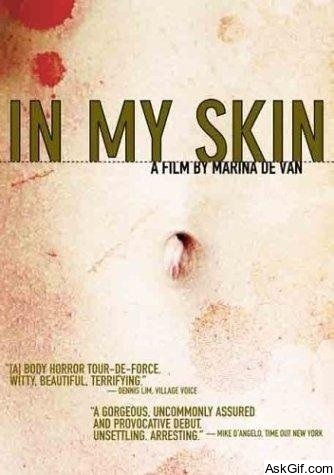 IN MY SKIN
A FILM BY MARINA DE VAN
"[A] BODY HORROR TOUR-DE-FORCE.
WITTY, BEAUTIFUL, TERRIFYING."
— DENNIS LIM, VILLAGE VOICE
"A GORGEOUS, UNCOMMONLY ASSURED
AND PROVOCATIVE DEBUT.
UNSETTLING. ARRESTING." — MIKE D'ANGELO, TIME OUT NEW YORK
AskGif.com